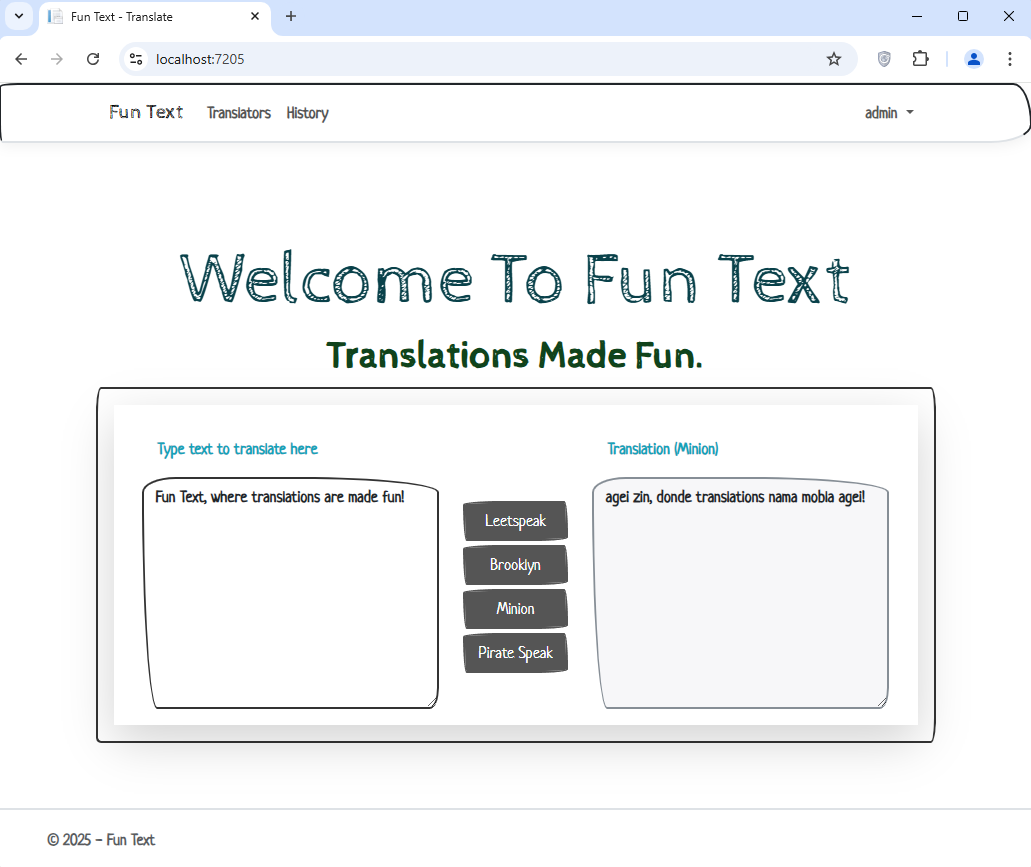 Fun Text - Translate
localhost:7205
Fun Text
Translators
History
admin
Welcome To Fun Text
Translations Made Fun.
Type text to translate here
Translation (Minion)
Fun Text, where translations are made fun!
agei zin, donde translations nama mobla agei!
Leetspeak
Brooklyn
Minion
Pirate Speak
© 2025 - Fun Text